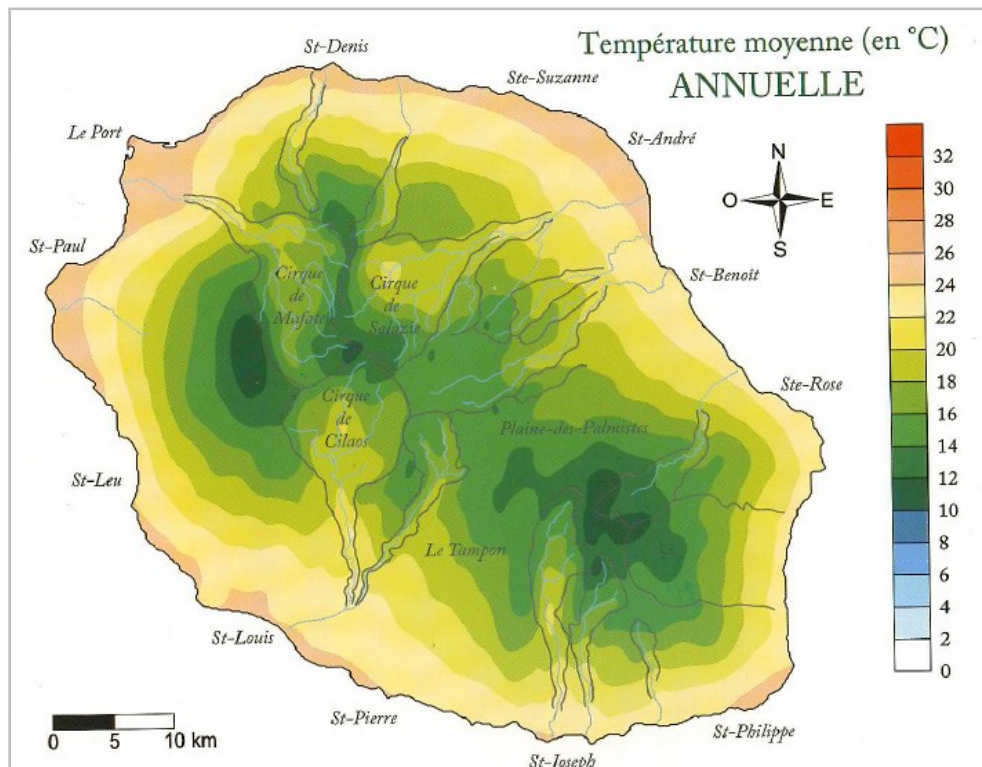 Température moyenne (en °C)
ANNUELLE
St-Denis
Ste-Suzanne
Le Port
St-André
N
O
E
S
St-Paul
St-Benoît
Cirque
de
Mafate
Cirque
de
Salazie
Ste-Rose
Cirque
de
Cilaos
Plaine-des-Palmistes
St-Leu
Le Tampon
St-Louis
St-Pierre
St-Philippe
St-Joseph
32
30
28
26
24
22
20
18
16
14
12
10
8
6
4
2
0
0 5 10 km